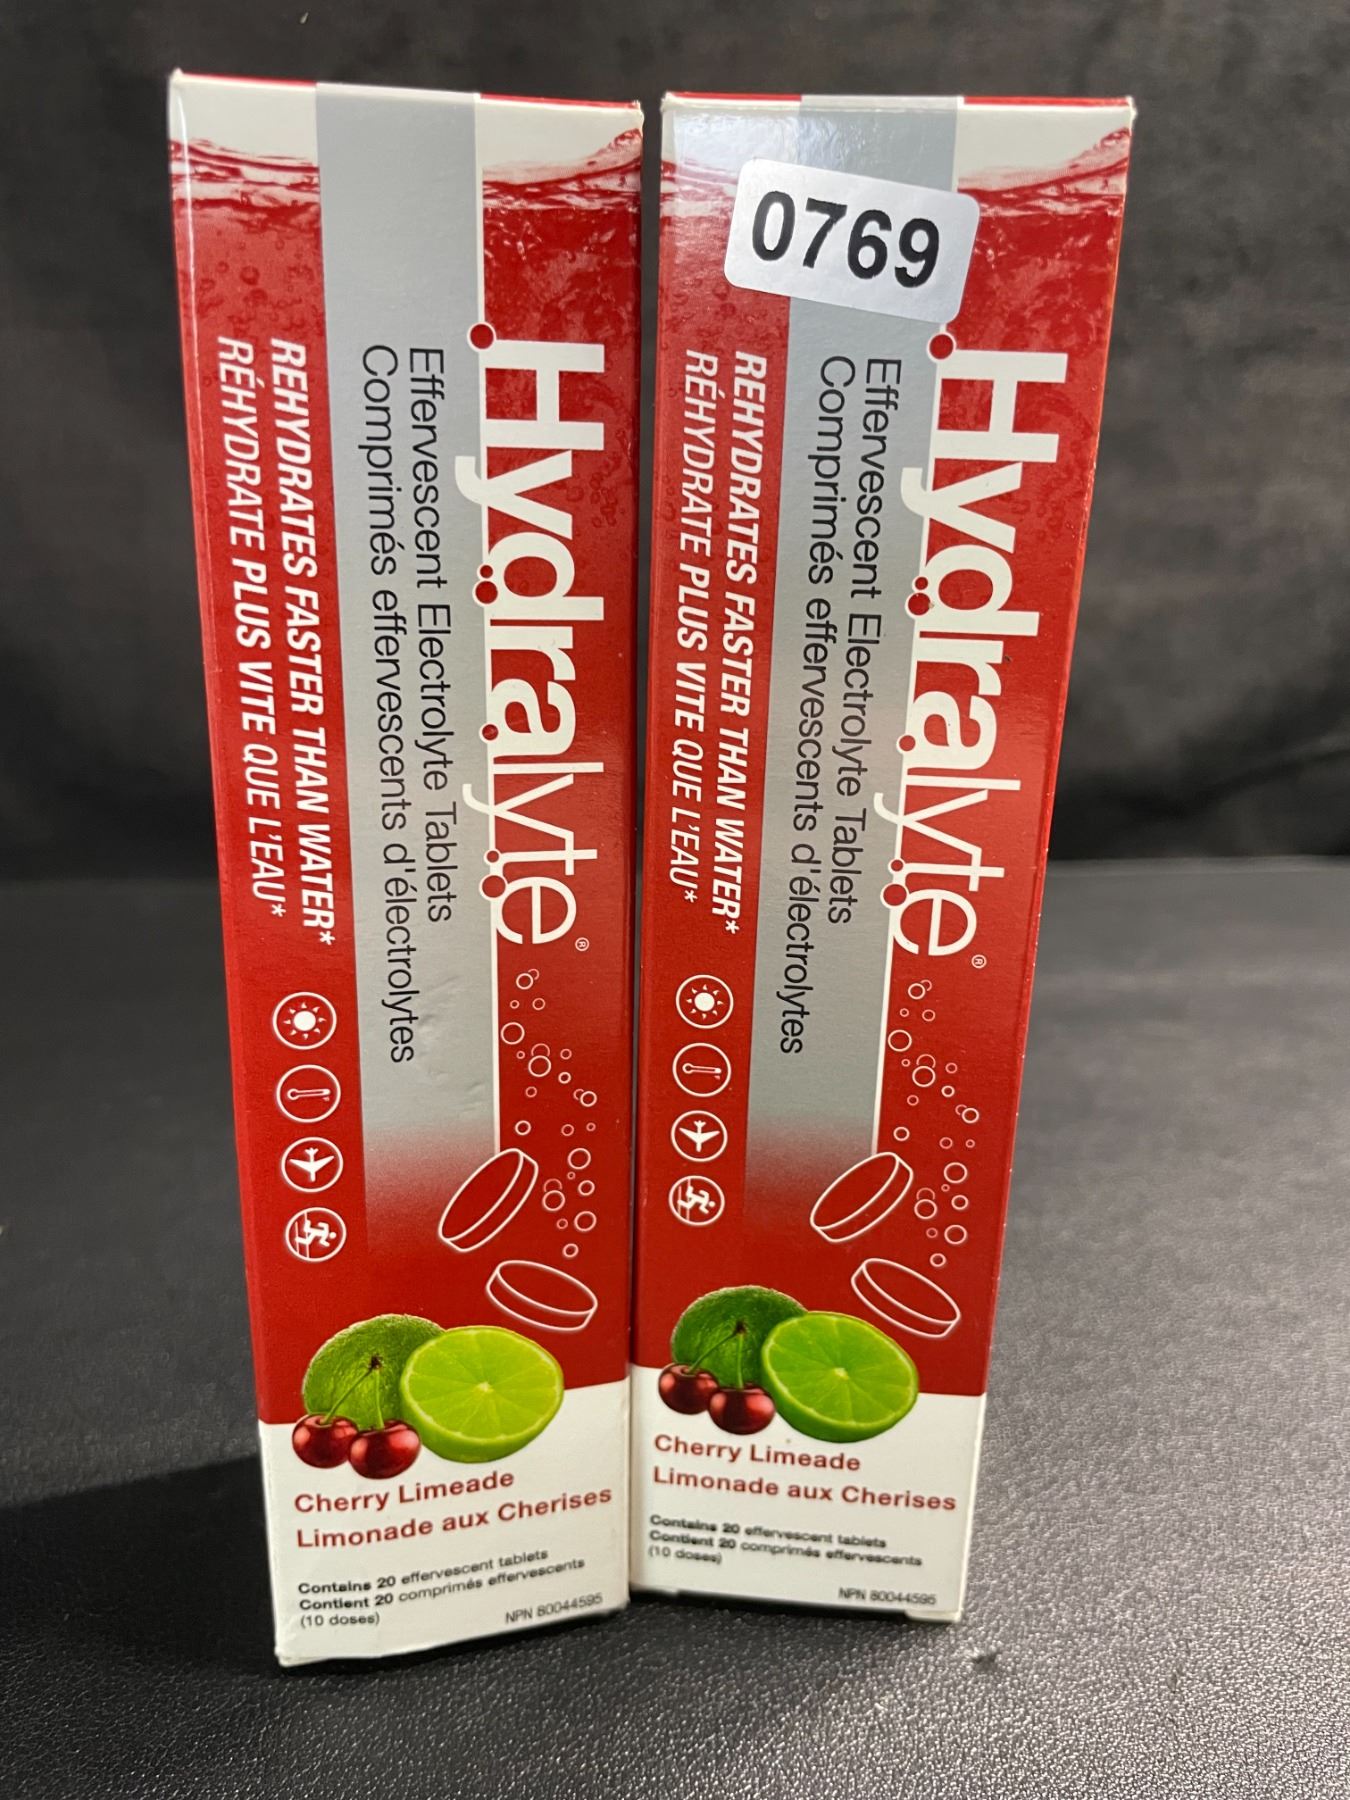 Hydralyte®
Effervescent Electrolyte Tablets
Comprimés effervescents d'électrolytes
REHYDRATES FASTER THAN WATER*
RÉHYDRATE PLUS VITE QUE L'EAU*
Cherry Limeade
Limonade aux Cherises
Contains 20 effervescent tablets
Contient 20 comprimés effervescents
(10 doses)
NPN 80044595
0769
Hydralyte®
Effervescent Electrolyte Tablets
Comprimés effervescents d'électrolytes
REHYDRATES FASTER THAN WATER*
RÉHYDRATE PLUS VITE QUE L'EAU*
Cherry Limeade
Limonade aux Cherises
Contains 20 effervescent tablets
Contient 20 comprimés effervescents
(10 doses)
NPN 80044595